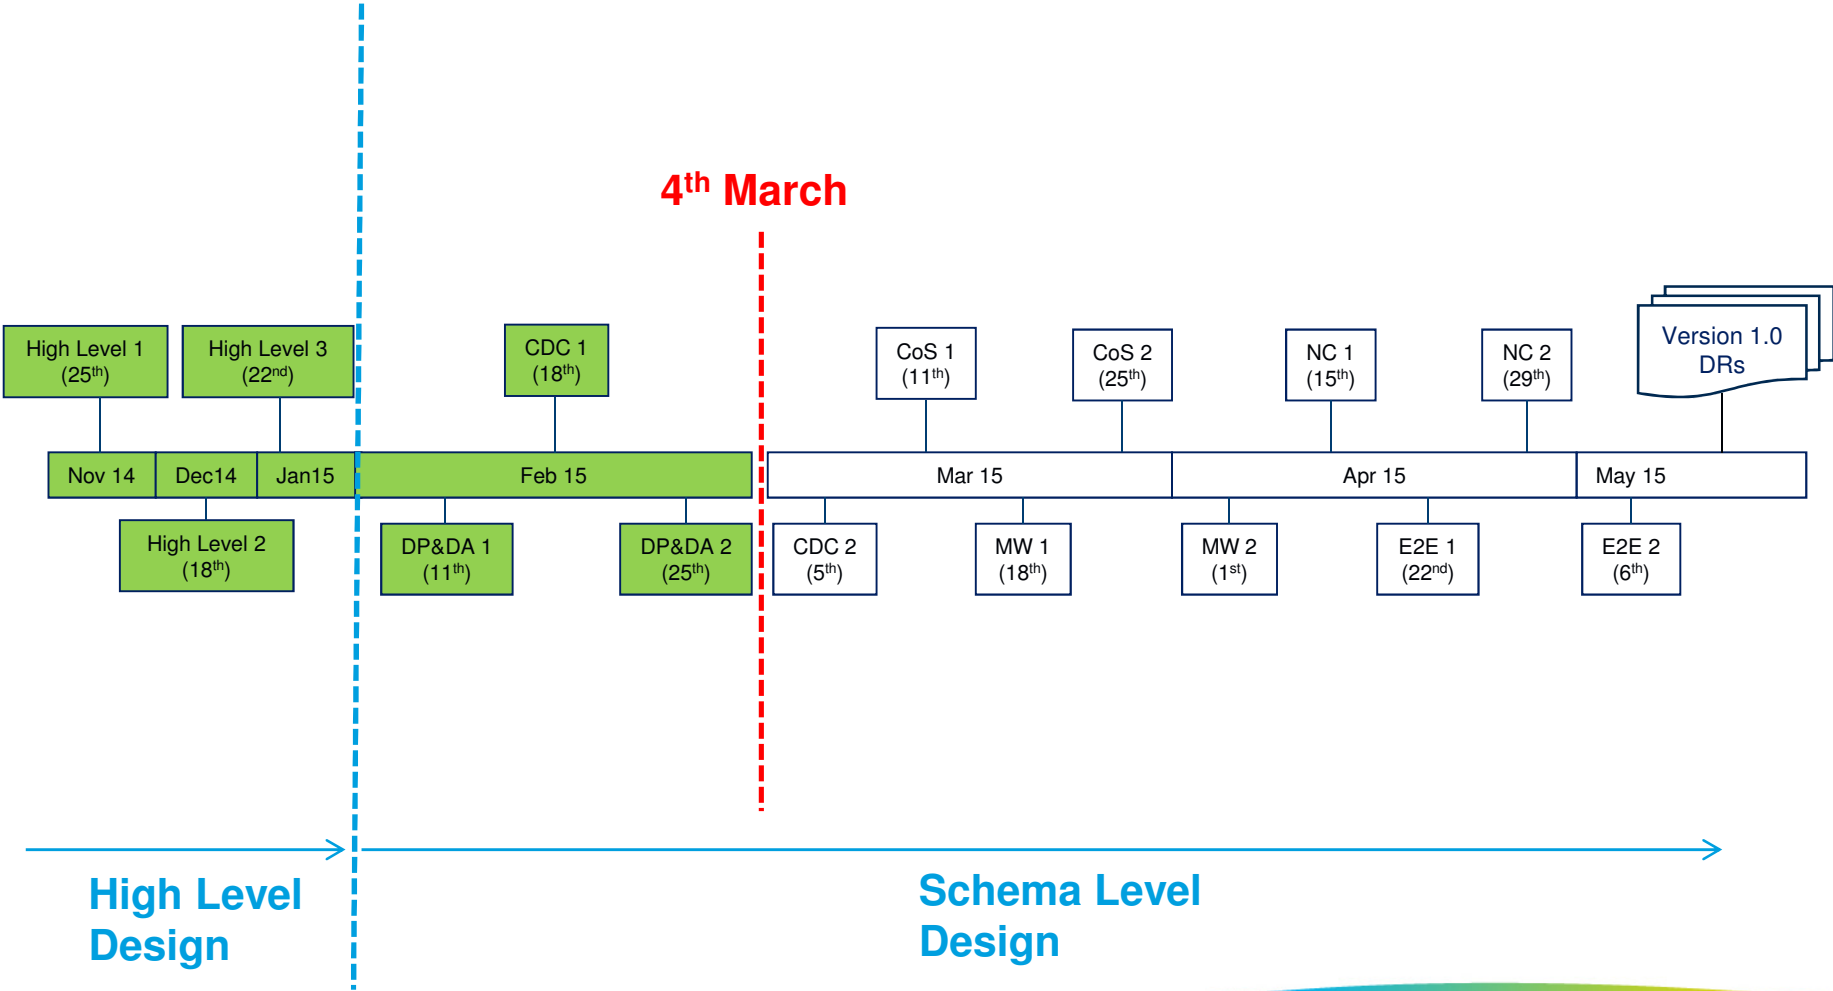 4th March
High Level 1
(25th)
High Level 3
(22nd)
CDC 1
(18th)
CoS 1
(11th)
CoS 2
(25th)
NC 1
(15th)
NC 2
(29th)
Version 1.0
DRs
Nov 14
Dec14
Jan15
Feb 15
Mar 15
Apr 15
May 15
High Level 2
(18th)
DP&DA 1
(11th)
DP&DA 2
(25th)
CDC 2
(5th)
MW 1
(18th)
MW 2
(1st)
E2E 1
(22nd)
E2E 2
(6th)
High Level
Design
Schema Level
Design